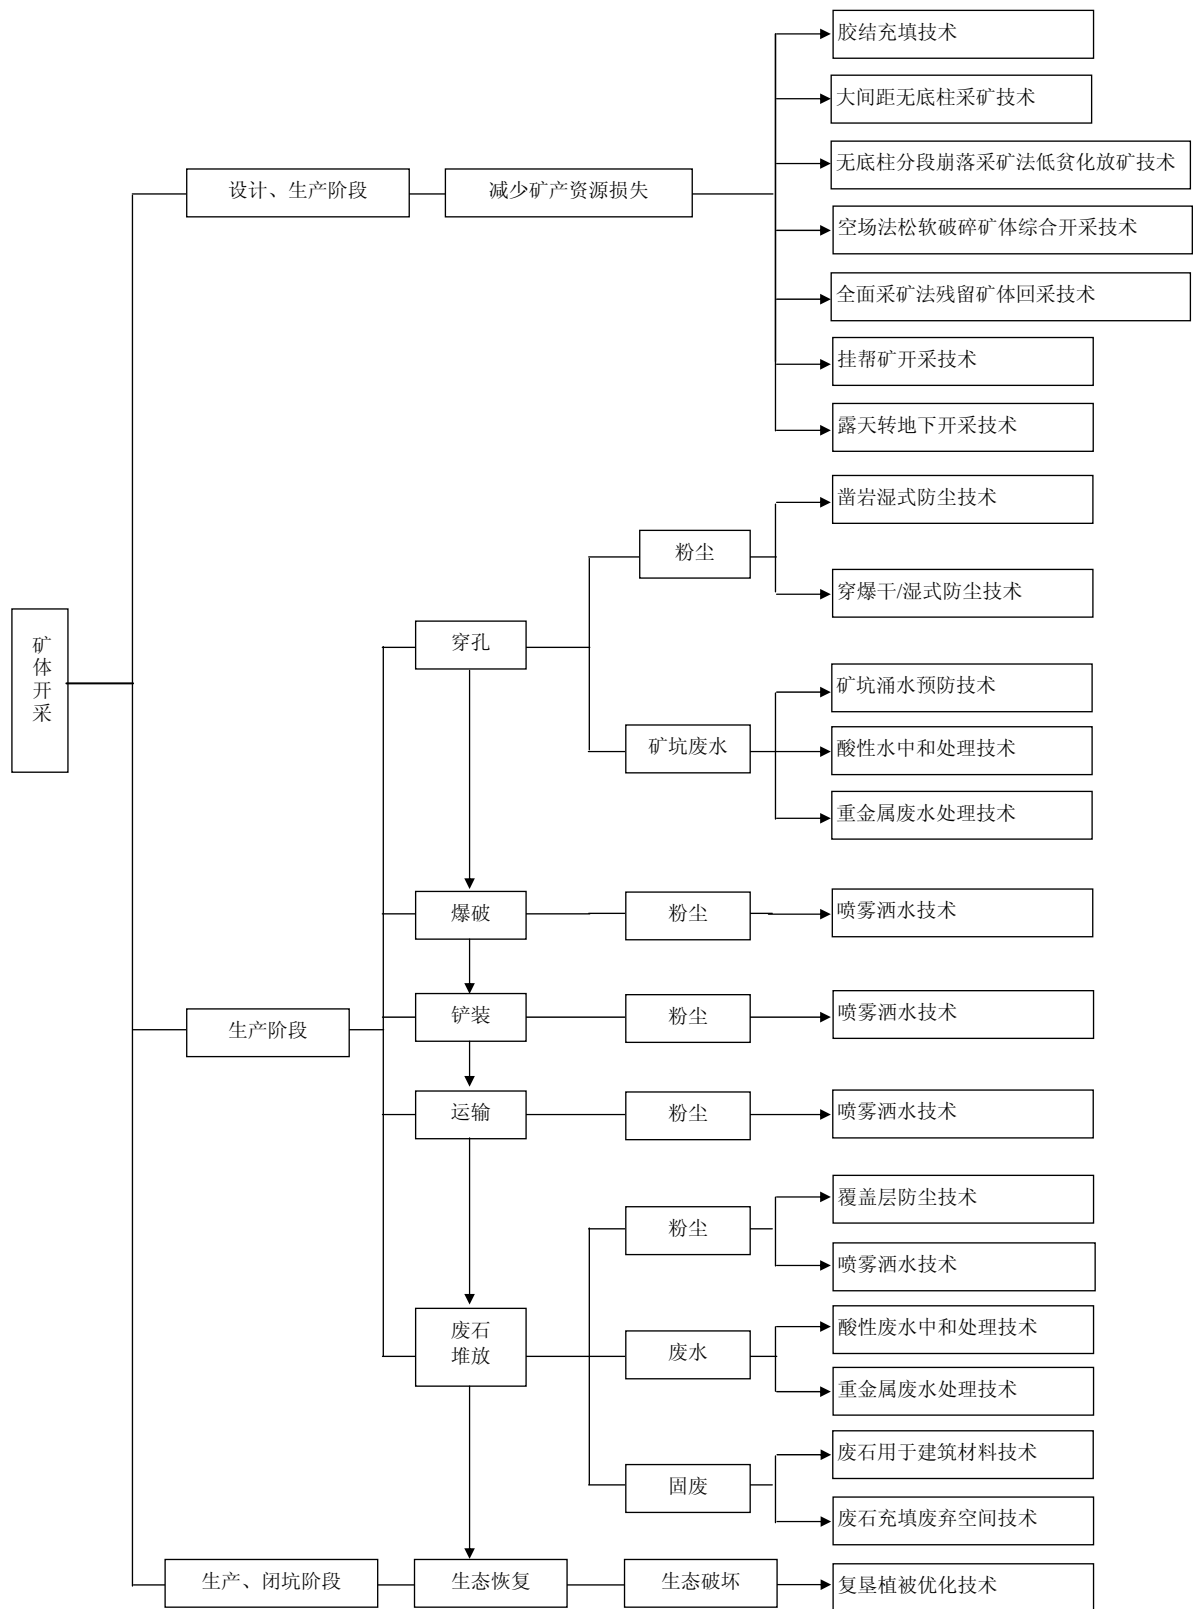 胶结充填技术
大间距无底柱采矿技术
无底柱分段崩落采矿法低贫化放矿技术
设计、生产阶段
减少矿产资源损失
空场法松软破碎矿体综合开采技术
全面采矿法残留矿体回采技术
挂帮矿开采技术
露天转地下开采技术
凿岩湿式防尘技术
粉尘
穿爆干/湿式防尘技术
矿体开采
穿孔
矿坑涌水预防技术
矿坑废水
酸性水中和处理技术
重金属废水处理技术
爆破
粉尘
喷雾洒水技术
生产阶段
铲装
粉尘
喷雾洒水技术
运输
粉尘
喷雾洒水技术
覆盖层防尘技术
粉尘
喷雾洒水技术
废石
堆放
废水
酸性废水中和处理技术
重金属废水处理技术
废石用于建筑材料技术
固废
废石充填废弃空间技术
生产、闭坑阶段
生态恢复
生态破坏
复垦植被优化技术